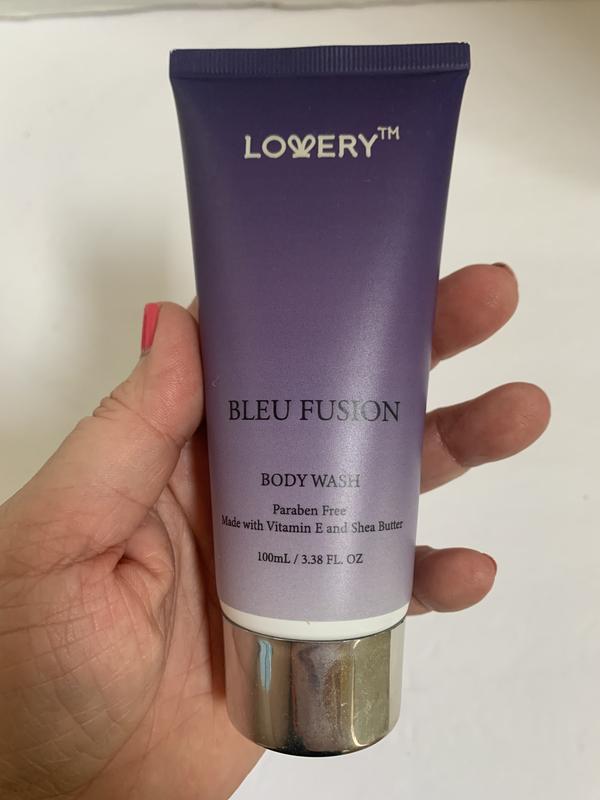 LOVERY™
BLEU FUSION
BODY WASH
Paraben Free
Made with Vitamin E and Shea Butter
100mL / 3.38 FL. OZ